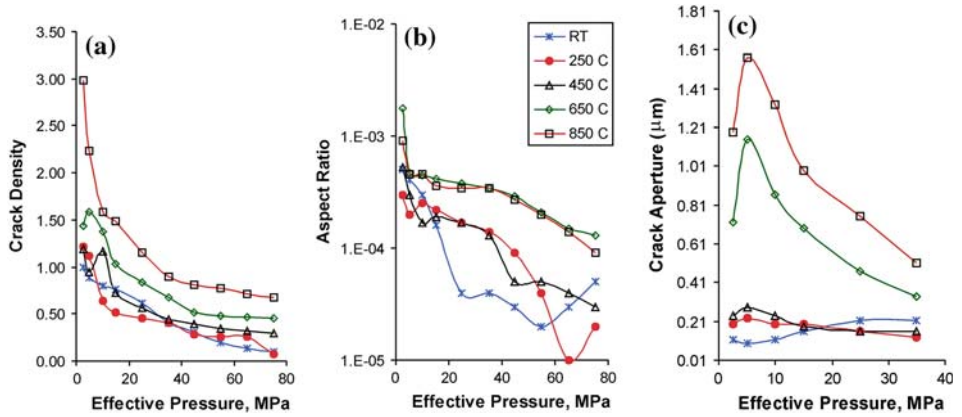 (a)
3.50
3.00
2.50
2.00
1.50
1.00
0.50
0.00
0 20 40 60 80
Crack Density
Effective Pressure, MPa
(b)
1.E-02
1.E-03
1.E-04
1.E-05
0 20 40 60 80
Aspect Ratio
Effective Pressure, MPa
RT
250 C
450 C
650 C
850 C
(c)
1.81
1.61
1.41
1.21
1.01
0.81
0.61
0.41
0.21
0.01
0 10 20 30 40
Crack Aperture (μm)
Effective Pressure, MPa